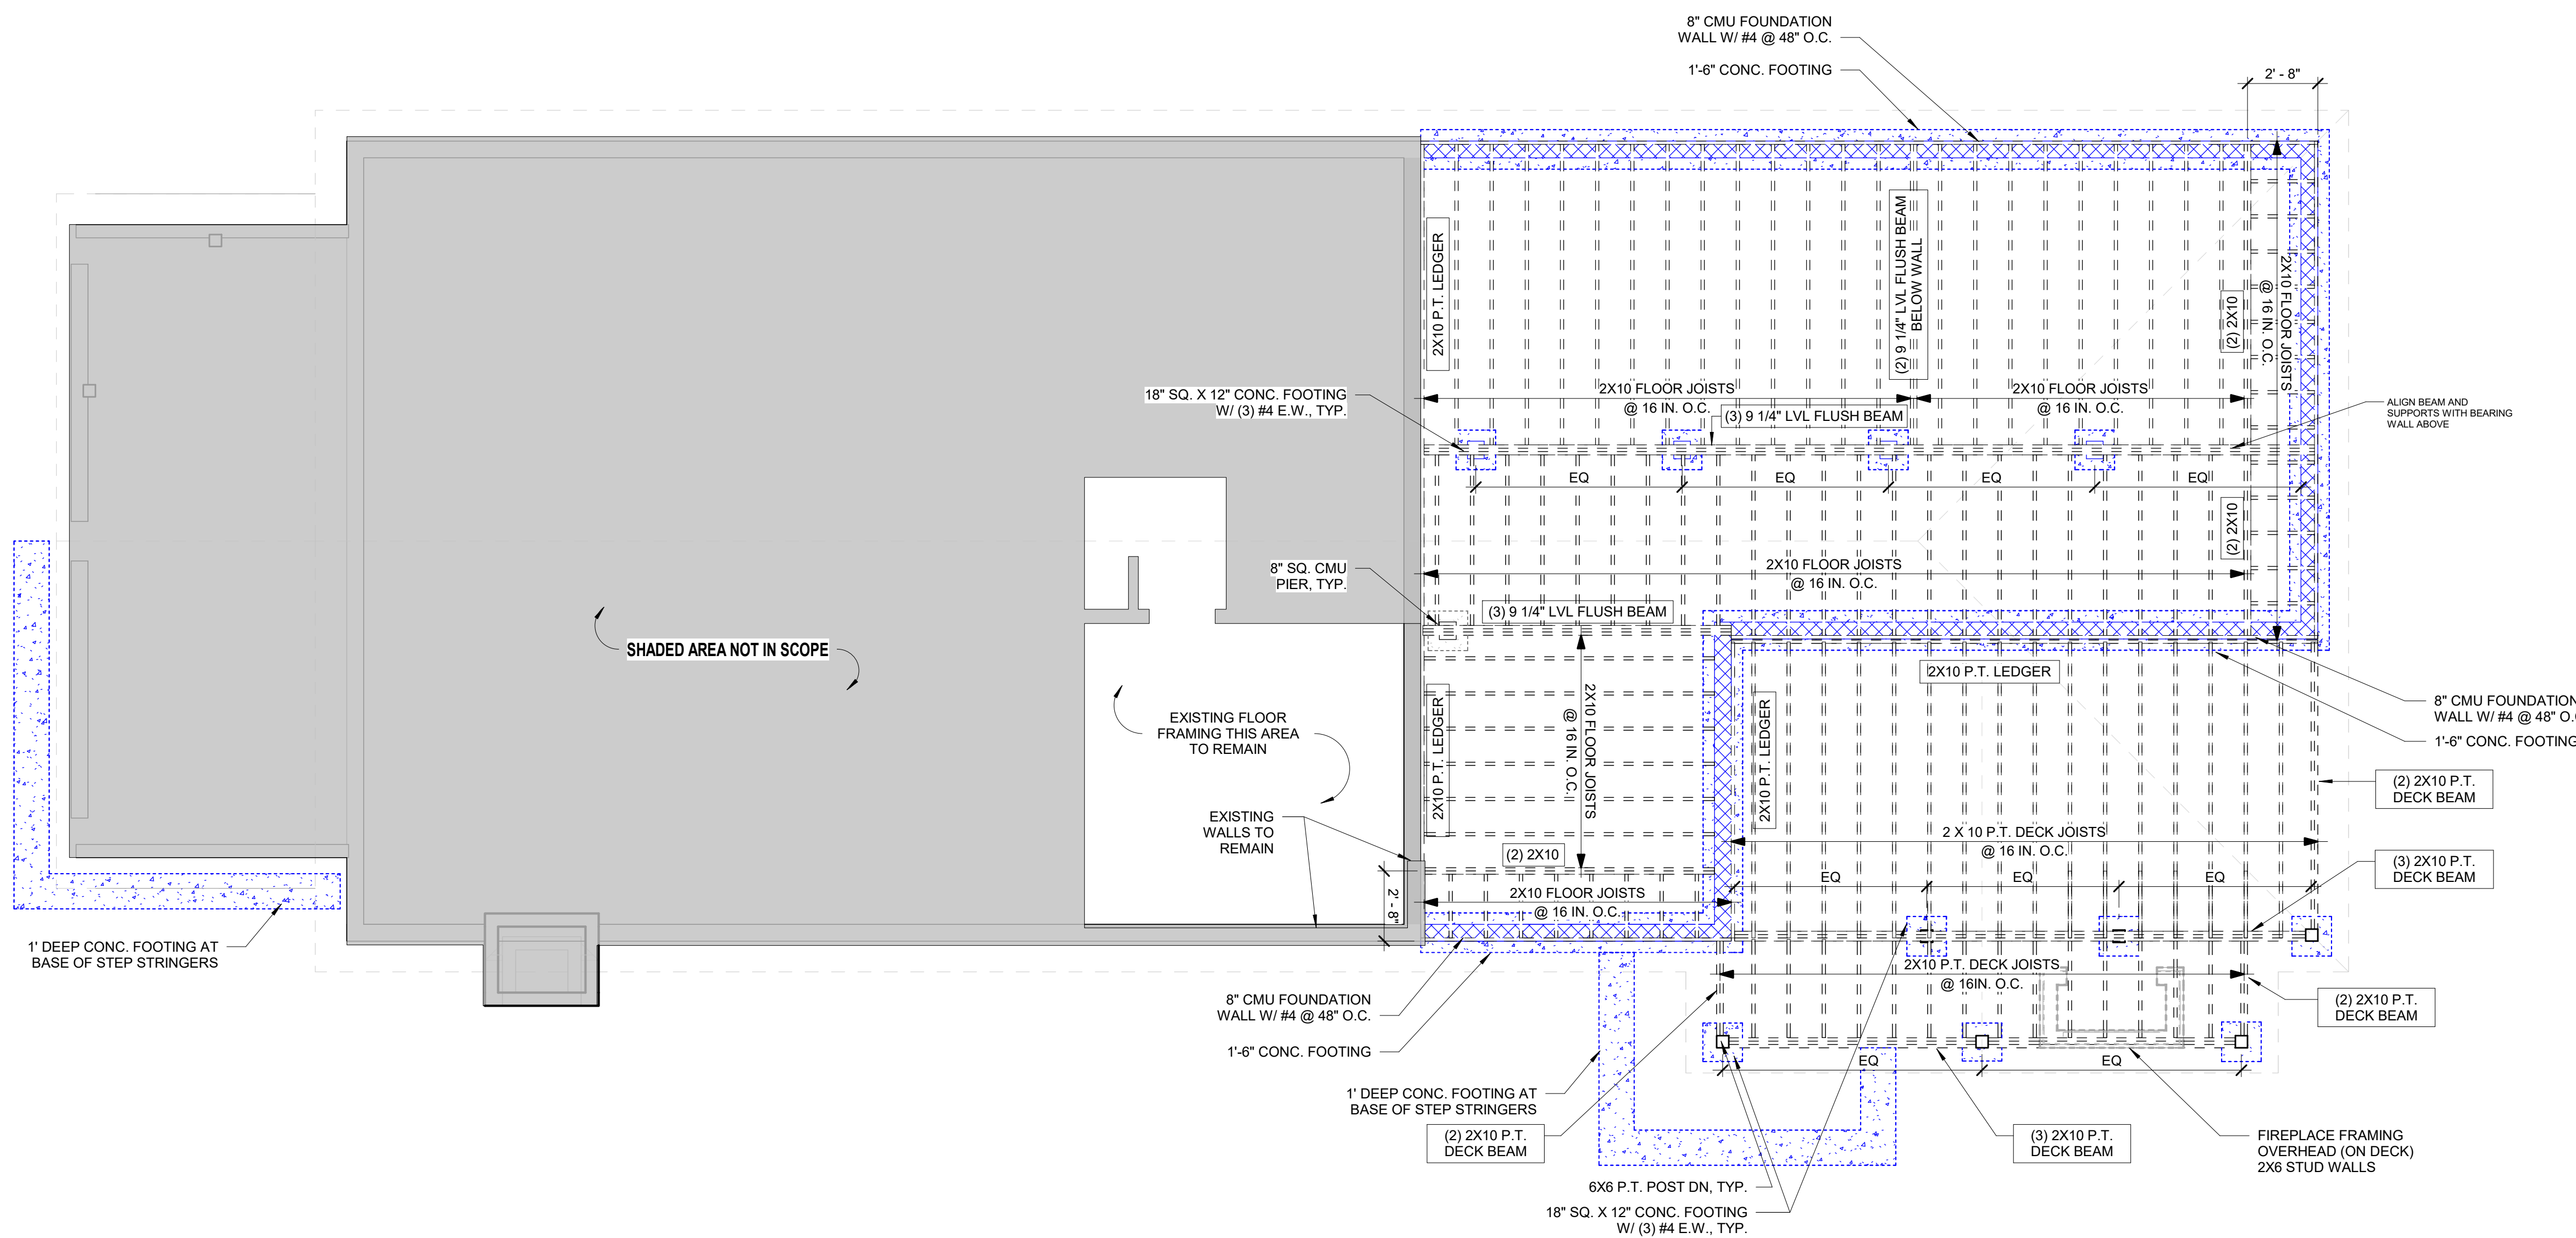 8" CMU FOUNDATION
WALL W/ #4 @ 48" O.C.
1'-6" CONC. FOOTING
2' - 8"
2X10 P.T. LEDGER
(2) 9 1/4" LVL FLUSH BEAM
BELOW WALL
2X10 FLOOR JOISTS
@ 16 IN. O.C.
(2) 2X10
18" SQ. X 12" CONC. FOOTING
W/ (3) #4 E.W., TYP.
2X10 FLOOR JOISTS
@ 16 IN. O.C.
(3) 9 1/4" LVL FLUSH BEAM
2X10 FLOOR JOISTS
@ 16 IN. O.C.
ALIGN BEAM AND
SUPPORTS WITH BEARING
WALL ABOVE
EQ
EQ
EQ
EQ
(2) 2X10
8" SQ. CMU
PIER, TYP.
2X10 FLOOR JOISTS
@ 16 IN. O.C.
(3) 9 1/4" LVL FLUSH BEAM
SHADED AREA NOT IN SCOPE
2X10 P.T. LEDGER
2X10 FLOOR JOISTS
@ 16 IN. O.C.
2X10 P.T. LEDGER
2X10 P.T. LEDGER
8" CMU FOUNDATION
WALL W/ #4 @ 48" O.
1'-6" CONC. FOOTING
EXISTING FLOOR
FRAMING THIS AREA
TO REMAIN
(2) 2X10 P.T.
DECK BEAM
EXISTING
WALLS TO
REMAIN
2 X 10 P.T. DECK JOISTS
@ 16 IN. O.C.
(2) 2X10
(3) 2X10 P.T.
DECK BEAM
EQ
EQ
EQ
2' - 8"
2X10 FLOOR JOISTS
@ 16 IN. O.C.
1' DEEP CONC. FOOTING AT
BASE OF STEP STRINGERS
2X10 P.T. DECK JOISTS
@ 16IN. O.C.
8" CMU FOUNDATION
WALL W/ #4 @ 48" O.C.
(2) 2X10 P.T.
DECK BEAM
1'-6" CONC. FOOTING
EQ
EQ
1' DEEP CONC. FOOTING AT
BASE OF STEP STRINGERS
(2) 2X10 P.T.
DECK BEAM
(3) 2X10 P.T.
DECK BEAM
FIREPLACE FRAMING
OVERHEAD (ON DECK)
2X6 STUD WALLS
6X6 P.T. POST DN, TYP.
18" SQ. X 12" CONC. FOOTING
W/ (3) #4 E.W., TYP.